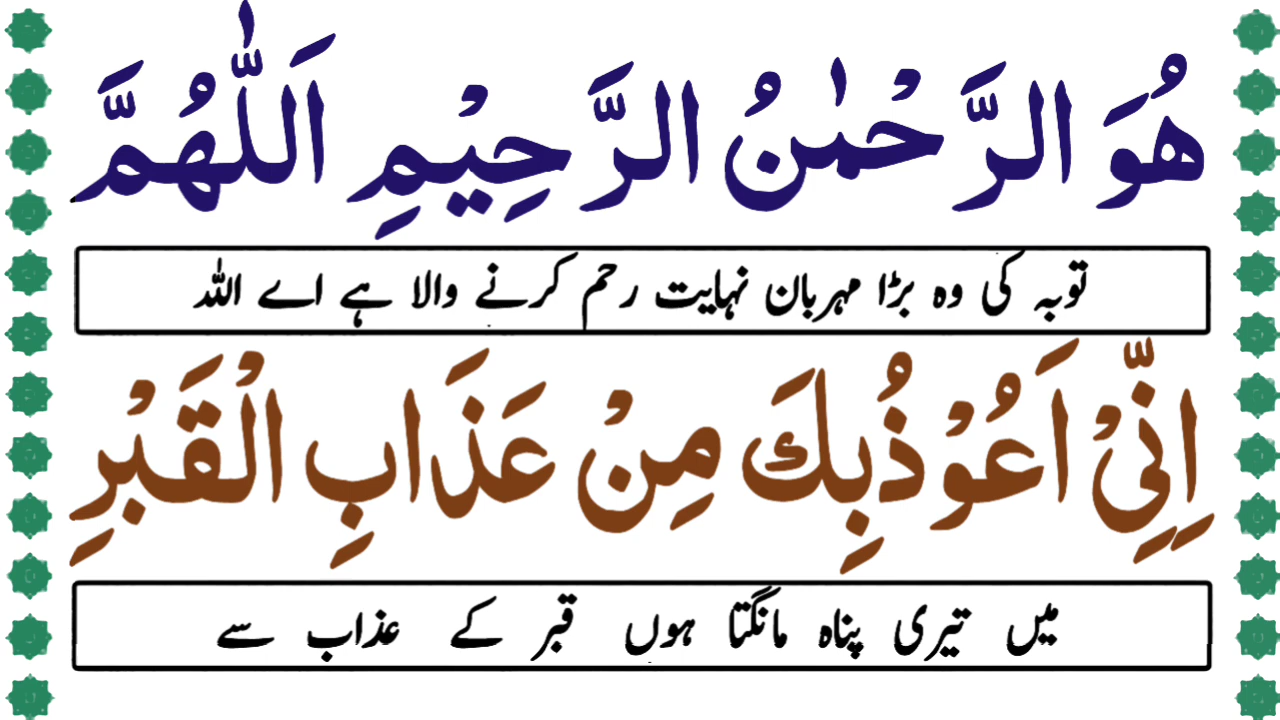 هُوَ الرَّحْمٰنُ الرَّحِيْمِ اَللّٰهُمَّ
توبہ کی وہ بڑا مہربان نہایت رحم کرنے والا ہے اے اللہ
اِنِّیْ اَعُوْذُبِكَ مِنْ عَذَابِ الْقَبْرِ
میں تیری پناہ مانگتا ہوں قبر کے عذاب سے